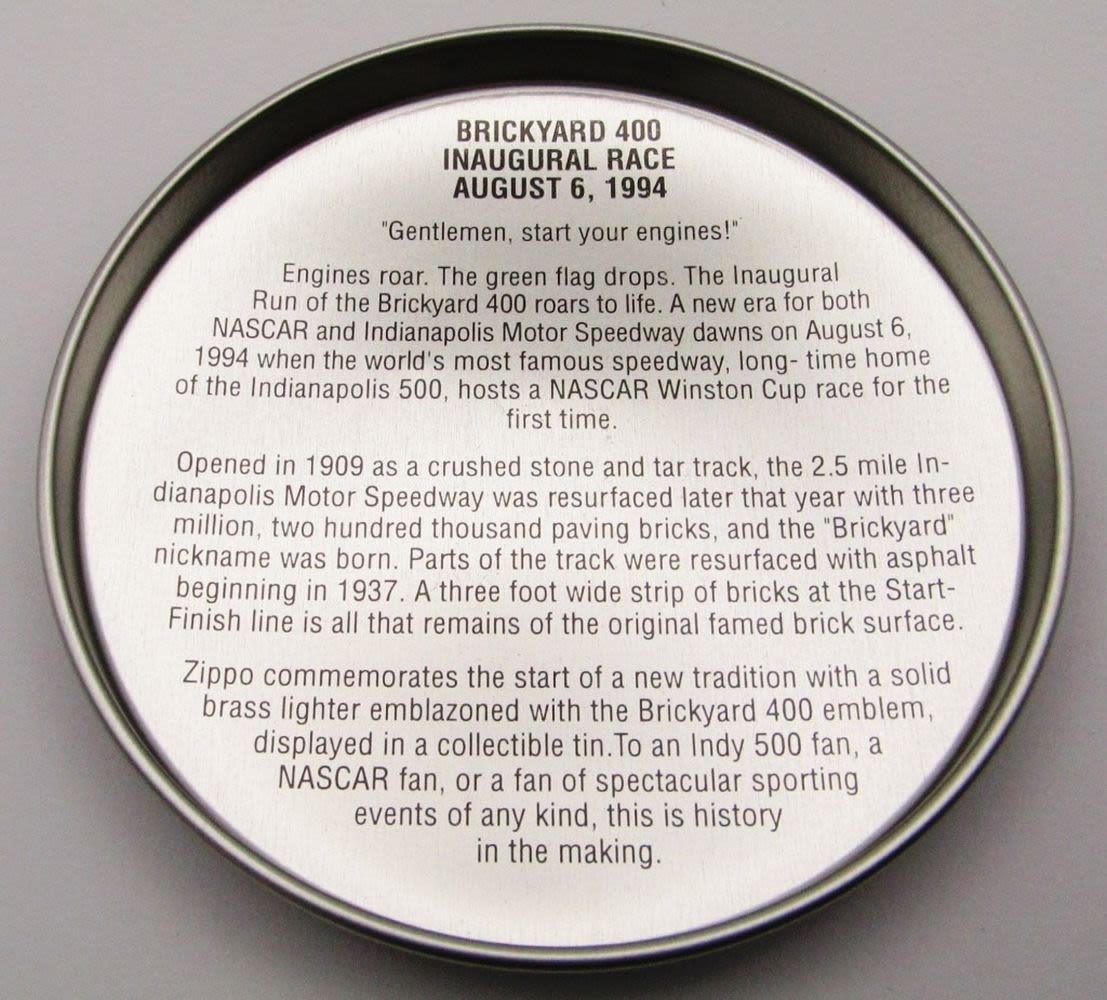 BRICKYARD 400
INAUGURAL RACE
AUGUST 6, 1994
"Gentlemen, start your engines!"
Engines roar. The green flag drops. The Inaugural
Run of the Brickyard 400 roars to life. A new era for both
NASCAR and Indianapolis Motor Speedway dawns on August 6,
1994 when the world's most famous speedway, long- time home
of the Indianapolis 500, hosts a NASCAR Winston Cup race for the
first time.
Opened in 1909 as a crushed stone and tar track, the 2.5 mile In-
dianapolis Motor Speedway was resurfaced later that year with three
million, two hundred thousand paving bricks, and the "Brickyard"
nickname was born. Parts of the track were resurfaced with asphalt
beginning in 1937. A three foot wide strip of bricks at the Start-
Finish line is all that remains of the original famed brick surface.
Zippo commemorates the start of a new tradition with a solid
brass lighter emblazoned with the Brickyard 400 emblem,
displayed in a collectible tin.To an Indy 500 fan, a
NASCAR fan, or a fan of spectacular sporting
events of any kind, this is history
in the making.